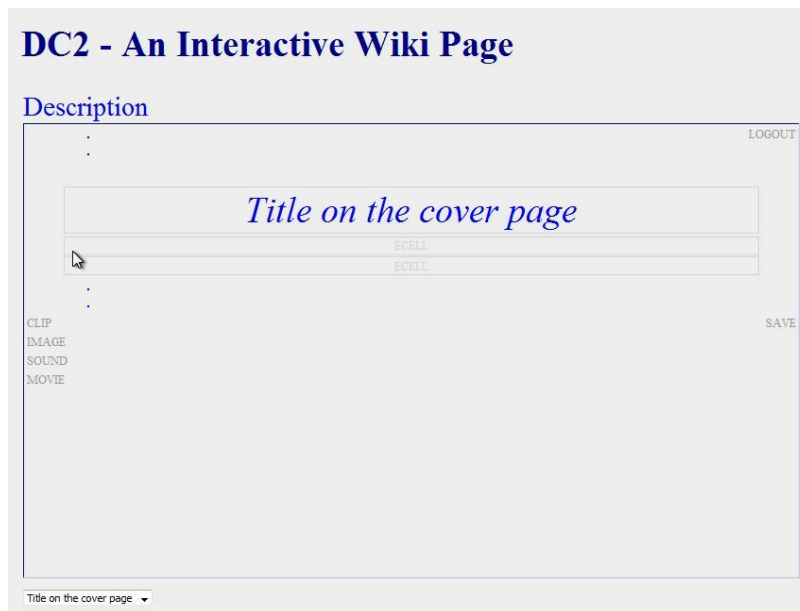 DC2 - An Interactive Wiki Page
Description
.
LOGOUT
.
Title on the cover page
ECELL
ECELL
.
.
CLIP
SAVE
IMAGE
SOUND
MOVIE
Title on the cover page